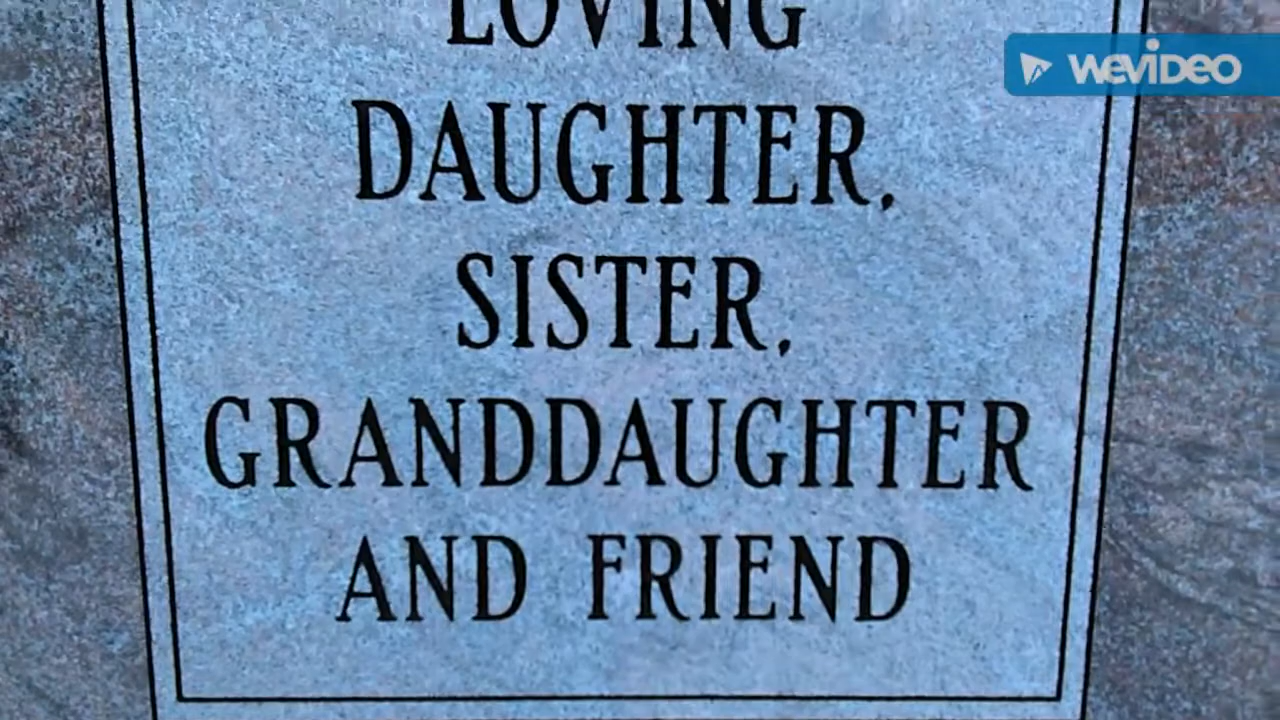 LOVING
wevideo
DAUGHTER,
SISTER,
GRANDDAUGHTER
AND FRIEND